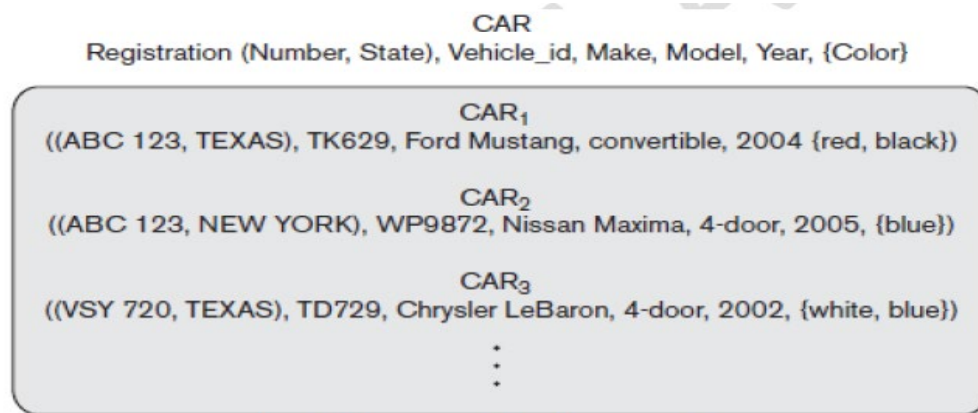 CAR
Registration (Number, State), Vehicle_id, Make, Model, Year, {Color}
CAR₁
((ABC 123, TEXAS), TK629, Ford Mustang, convertible, 2004 {red, black})
CAR₂
((ABC 123, NEW YORK), WP9872, Nissan Maxima, 4-door, 2005, {blue})
CAR₃
((VSY 720, TEXAS), TD729, Chrysler LeBaron, 4-door, 2002, {white, blue})